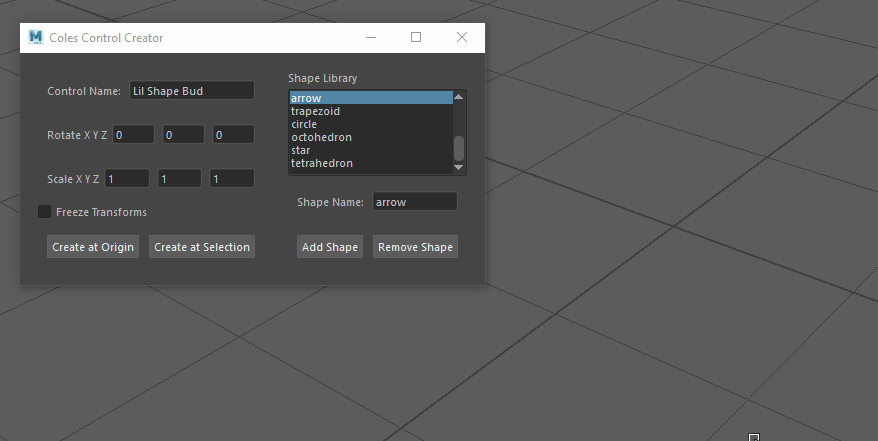 Coles Control Creator
Control Name: Lil Shape Bud
Rotate X Y Z 0 0 0
Scale X Y Z 1 1 1
Freeze Transforms
Create at Origin Create at Selection
Shape Library
arrow
trapezoid
circle
octohedron
star
tetrahedron
Shape Name: arrow
Add Shape Remove Shape